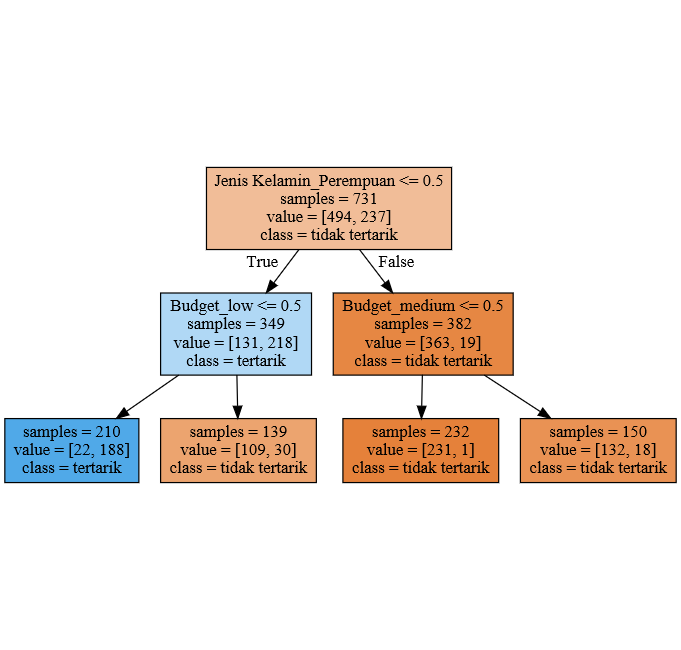 Jenis Kelamin_Perempuan <= 0.5
samples = 731
value = [494, 237]
class = tidak tertarik
True
False
Budget_low <= 0.5
samples = 349
value = [131, 218]
class = tertarik
Budget_medium <= 0.5
samples = 382
value = [363, 19]
class = tidak tertarik
samples = 210
value = [22, 188]
class = tertarik
samples = 139
value = [109, 30]
class = tidak tertarik
samples = 232
value = [231, 1]
class = tidak tertarik
samples = 150
value = [132, 18]
class = tidak tertarik